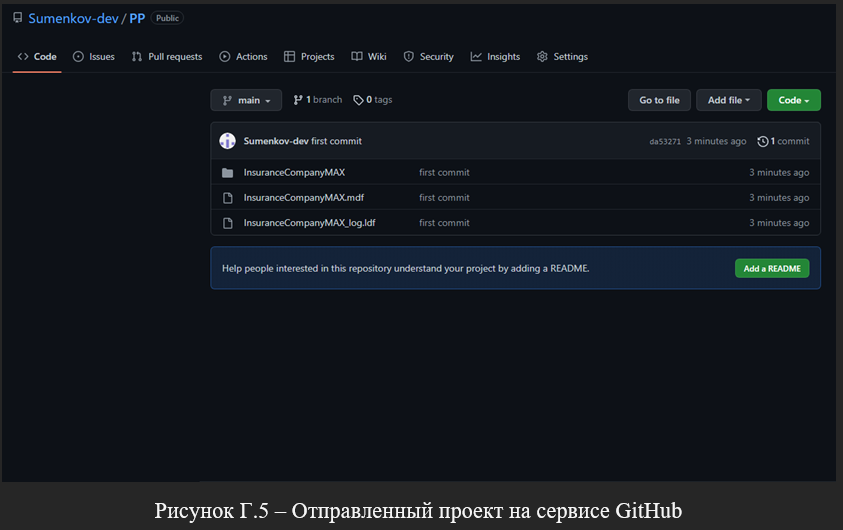 Sumenkov-dev / PP Public
Code Issues Pull requests Actions Projects Wiki Security Insights Settings
main 1 branch 0 tags Go to file Add file Code
Sumenkov-dev first commit da53271 3 minutes ago 1 commit
InsuranceCompanyMAX first commit 3 minutes ago
InsuranceCompanyMAX.mdf first commit 3 minutes ago
InsuranceCompanyMAX_log.ldf first commit 3 minutes ago
Help people interested in this repository understand your project by adding a README. Add a README
Рисунок Г.5 – Отправленный проект на сервисе GitHub